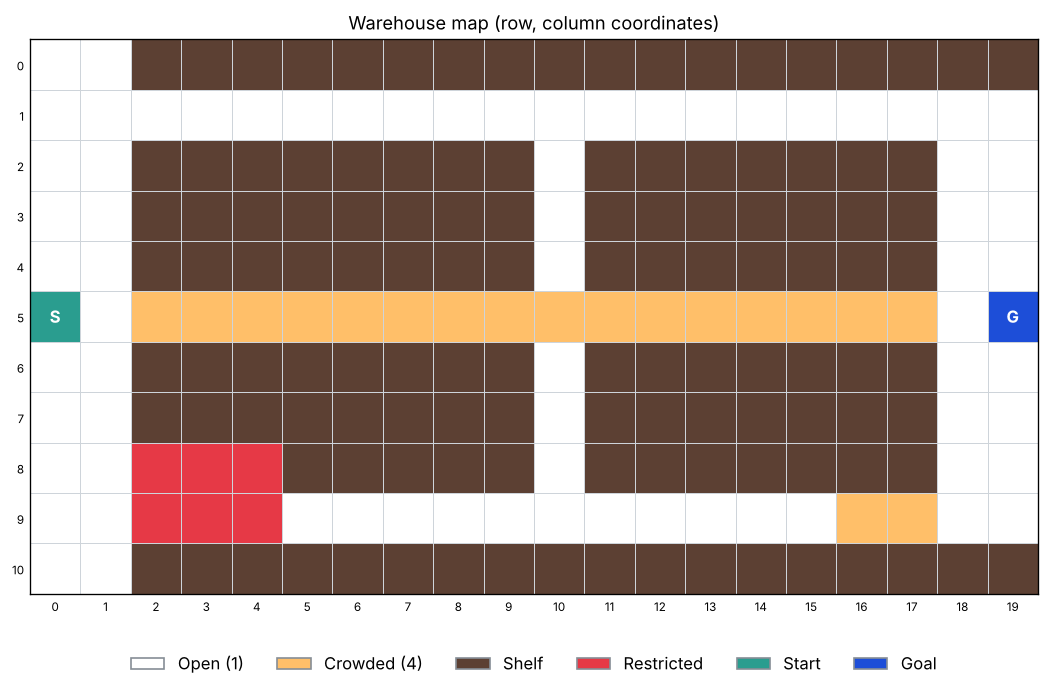 Warehouse map (row, column coordinates)
0
1
2
3
4
S
5
G
6
7
8
9
10
0 1 2 3 4 5 6 7 8 9 10 11 12 13 14 15 16 17 18 19
Open (1) Crowded (4) Shelf Restricted Start Goal